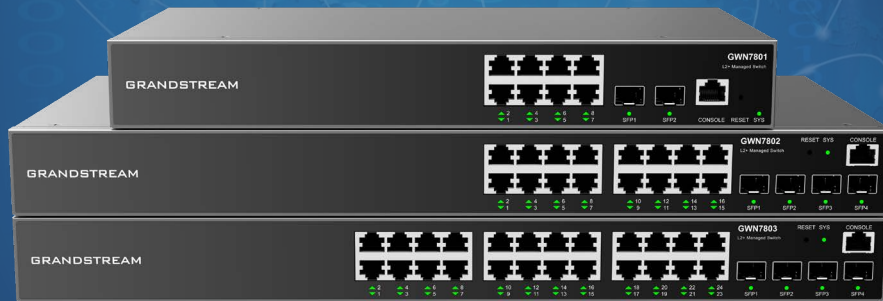 GRANDSTREAM
GWN7801
L2+ Managed Switch
2 4 6 8
1 3 5 7
SFP1 SFP2 CONSOLE RESET SYS
GRANDSTREAM
GWN7802 RESET SYS CONSOLE
L2+ Managed Switch
2 4 6 8 10 12 14 16
1 3 5 7 9 11 13 15
SFP1 SFP2 SFP3 SFP4
GRANDSTREAM
GWN7803 RESET SYS CONSOLE
L2+ Managed Switch
2 4 6 8 10 12 14 16 18 20 22 24
1 3 5 7 9 11 13 15 17 19 21 23
SFP1 SFP2 SFP3 SFP4